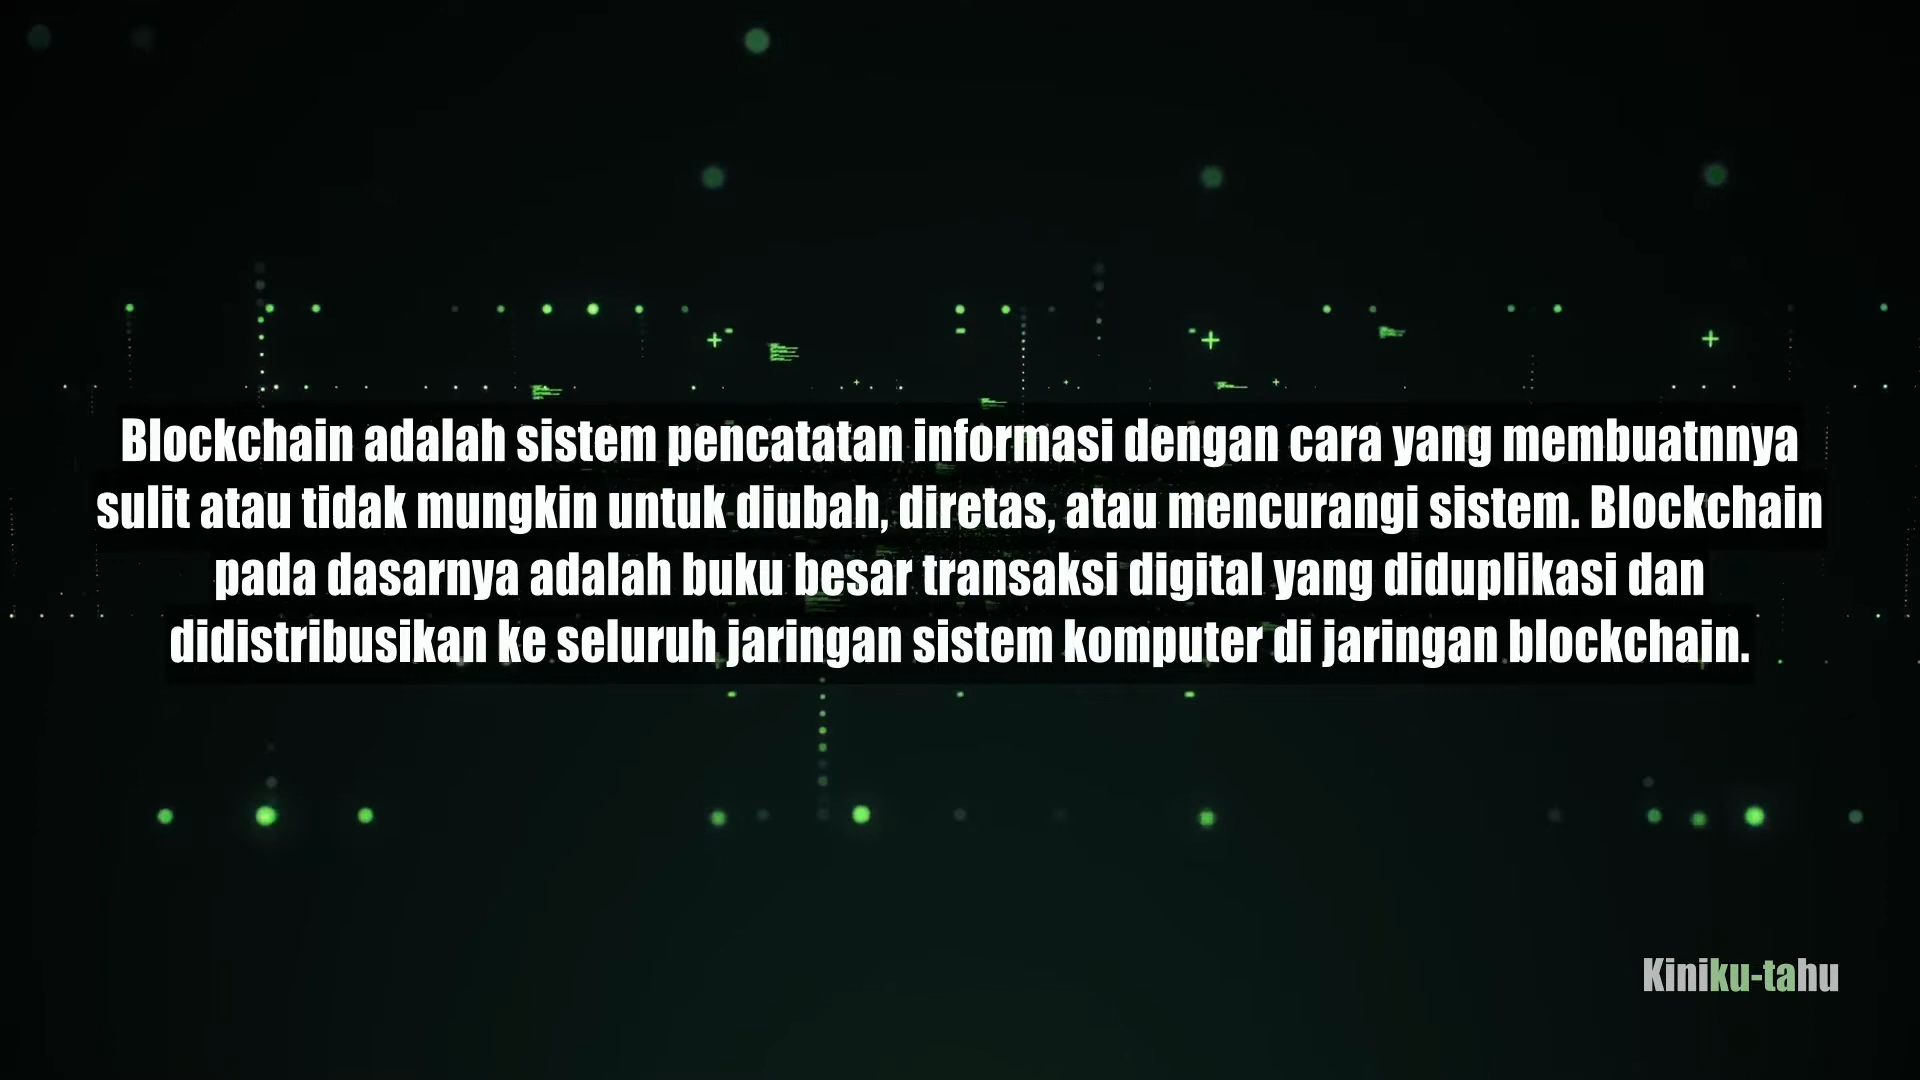 Blockchain adalah sistem pencatatan informasi dengan cara yang membuatnnya
sulit atau tidak mungkin untuk diubah, diretas, atau mencurangi sistem. Blockchain
pada dasarnya adalah buku besar transaksi digital yang diduplikasi dan
didistribusikan ke seluruh jaringan sistem komputer di jaringan blockchain.
Kiniku-tahu